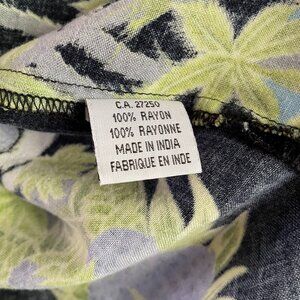 C.A. 27250
100% RAYON
100% RAYONNE
MADE IN INDIA
FABRIQUE EN INDE